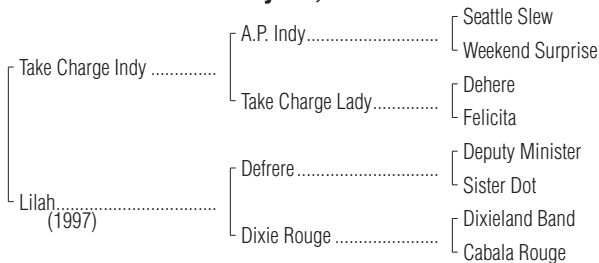 Seattle Slew
A.P. Indy
Weekend Surprise
Take Charge Indy
Dehere
Take Charge Lady
Felicita
Deputy Minister
Defrere
Sister Dot
Lilah
(1997)
Dixieland Band
Dixie Rouge
Cabala Rouge